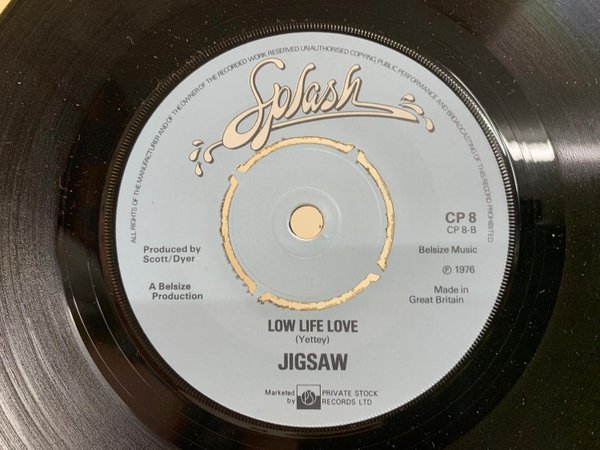 ALL RIGHTS OF THE MANUFACTURER AND OF THE OWNER OF THE RECORDED WORK RESERVED UNAUTHORISED COPYING, PUBLIC PERFORMANCE AND BROADCASTING OF THIS RECORD PROHIBITED
Splash
CP 8
CP 8-B
Produced by
Scott/Dyer
Belsize Music
℗ 1976
A Belsize
Production
Made in
Great Britain
LOW LIFE LOVE
(Yettey)
JIGSAW
Marketed
by
PS
PRIVATE STOCK
RECORDS LTD